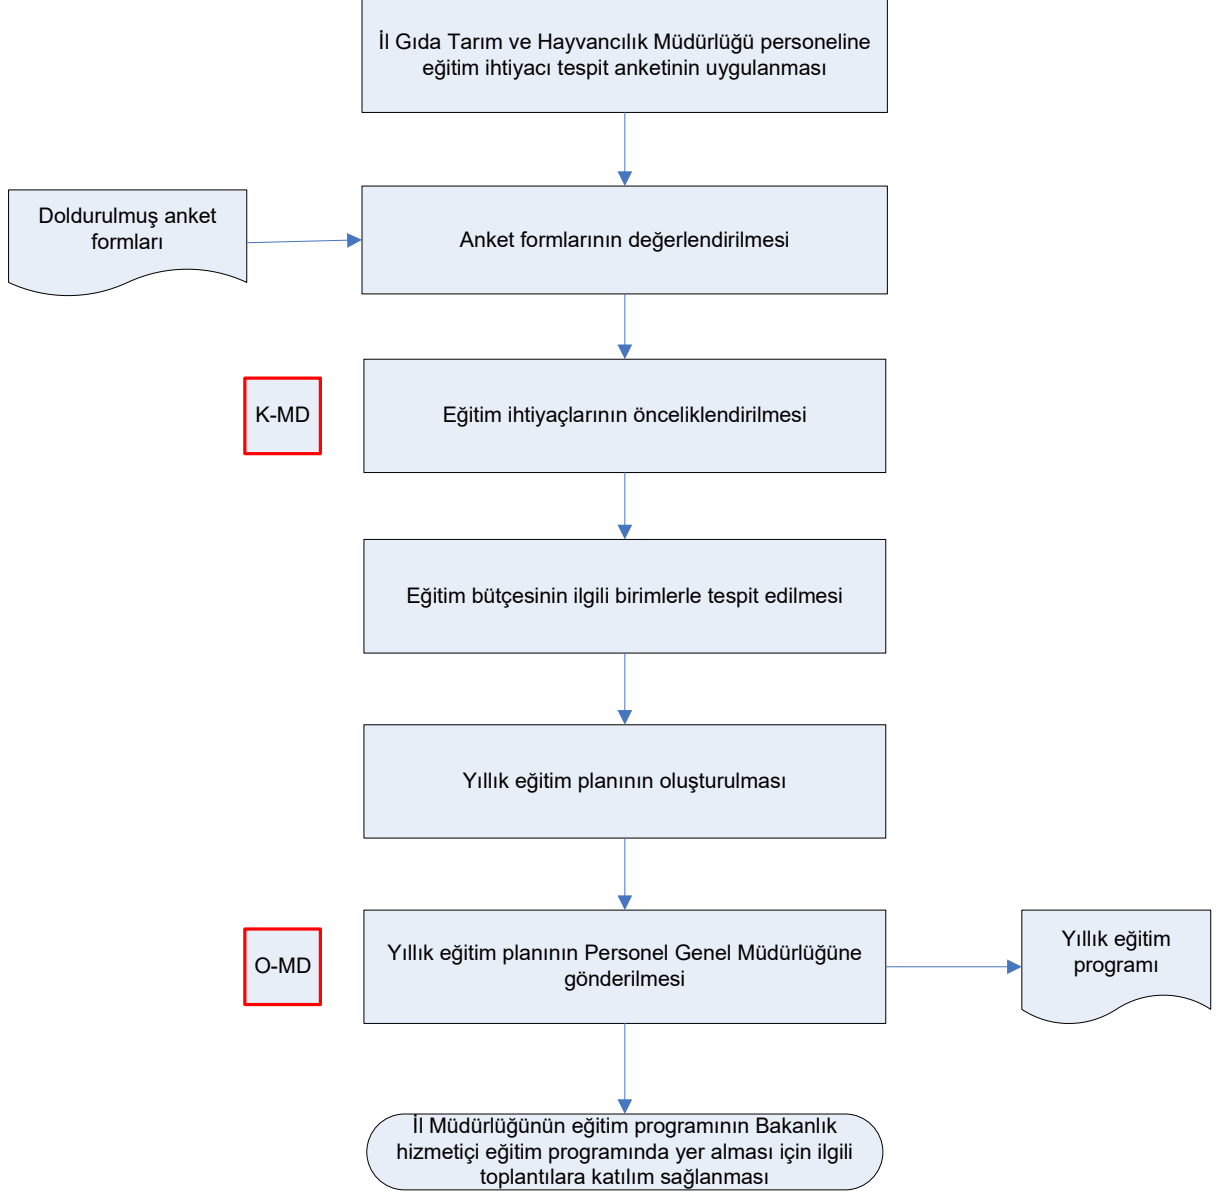 İl Gıda Tarım ve Hayvancılık Müdürlüğü personeline
eğitim ihtiyacı tespit anketinin uygulanması
Doldurulmuş anket
formları
Anket formlarının değerlendirilmesi
K-MD
Eğitim ihtiyaçlarının önceliklendirilmesi
Eğitim bütçesinin ilgili birimlerle tespit edilmesi
Yıllık eğitim planının oluşturulması
O-MD
Yıllık eğitim planının Personel Genel Müdürlüğüne
gönderilmesi
Yıllık eğitim
programı
İl Müdürlüğünün eğitim programının Bakanlık
hizmetiçi eğitim programında yer alması için ilgili
toplantılara katılım sağlanması